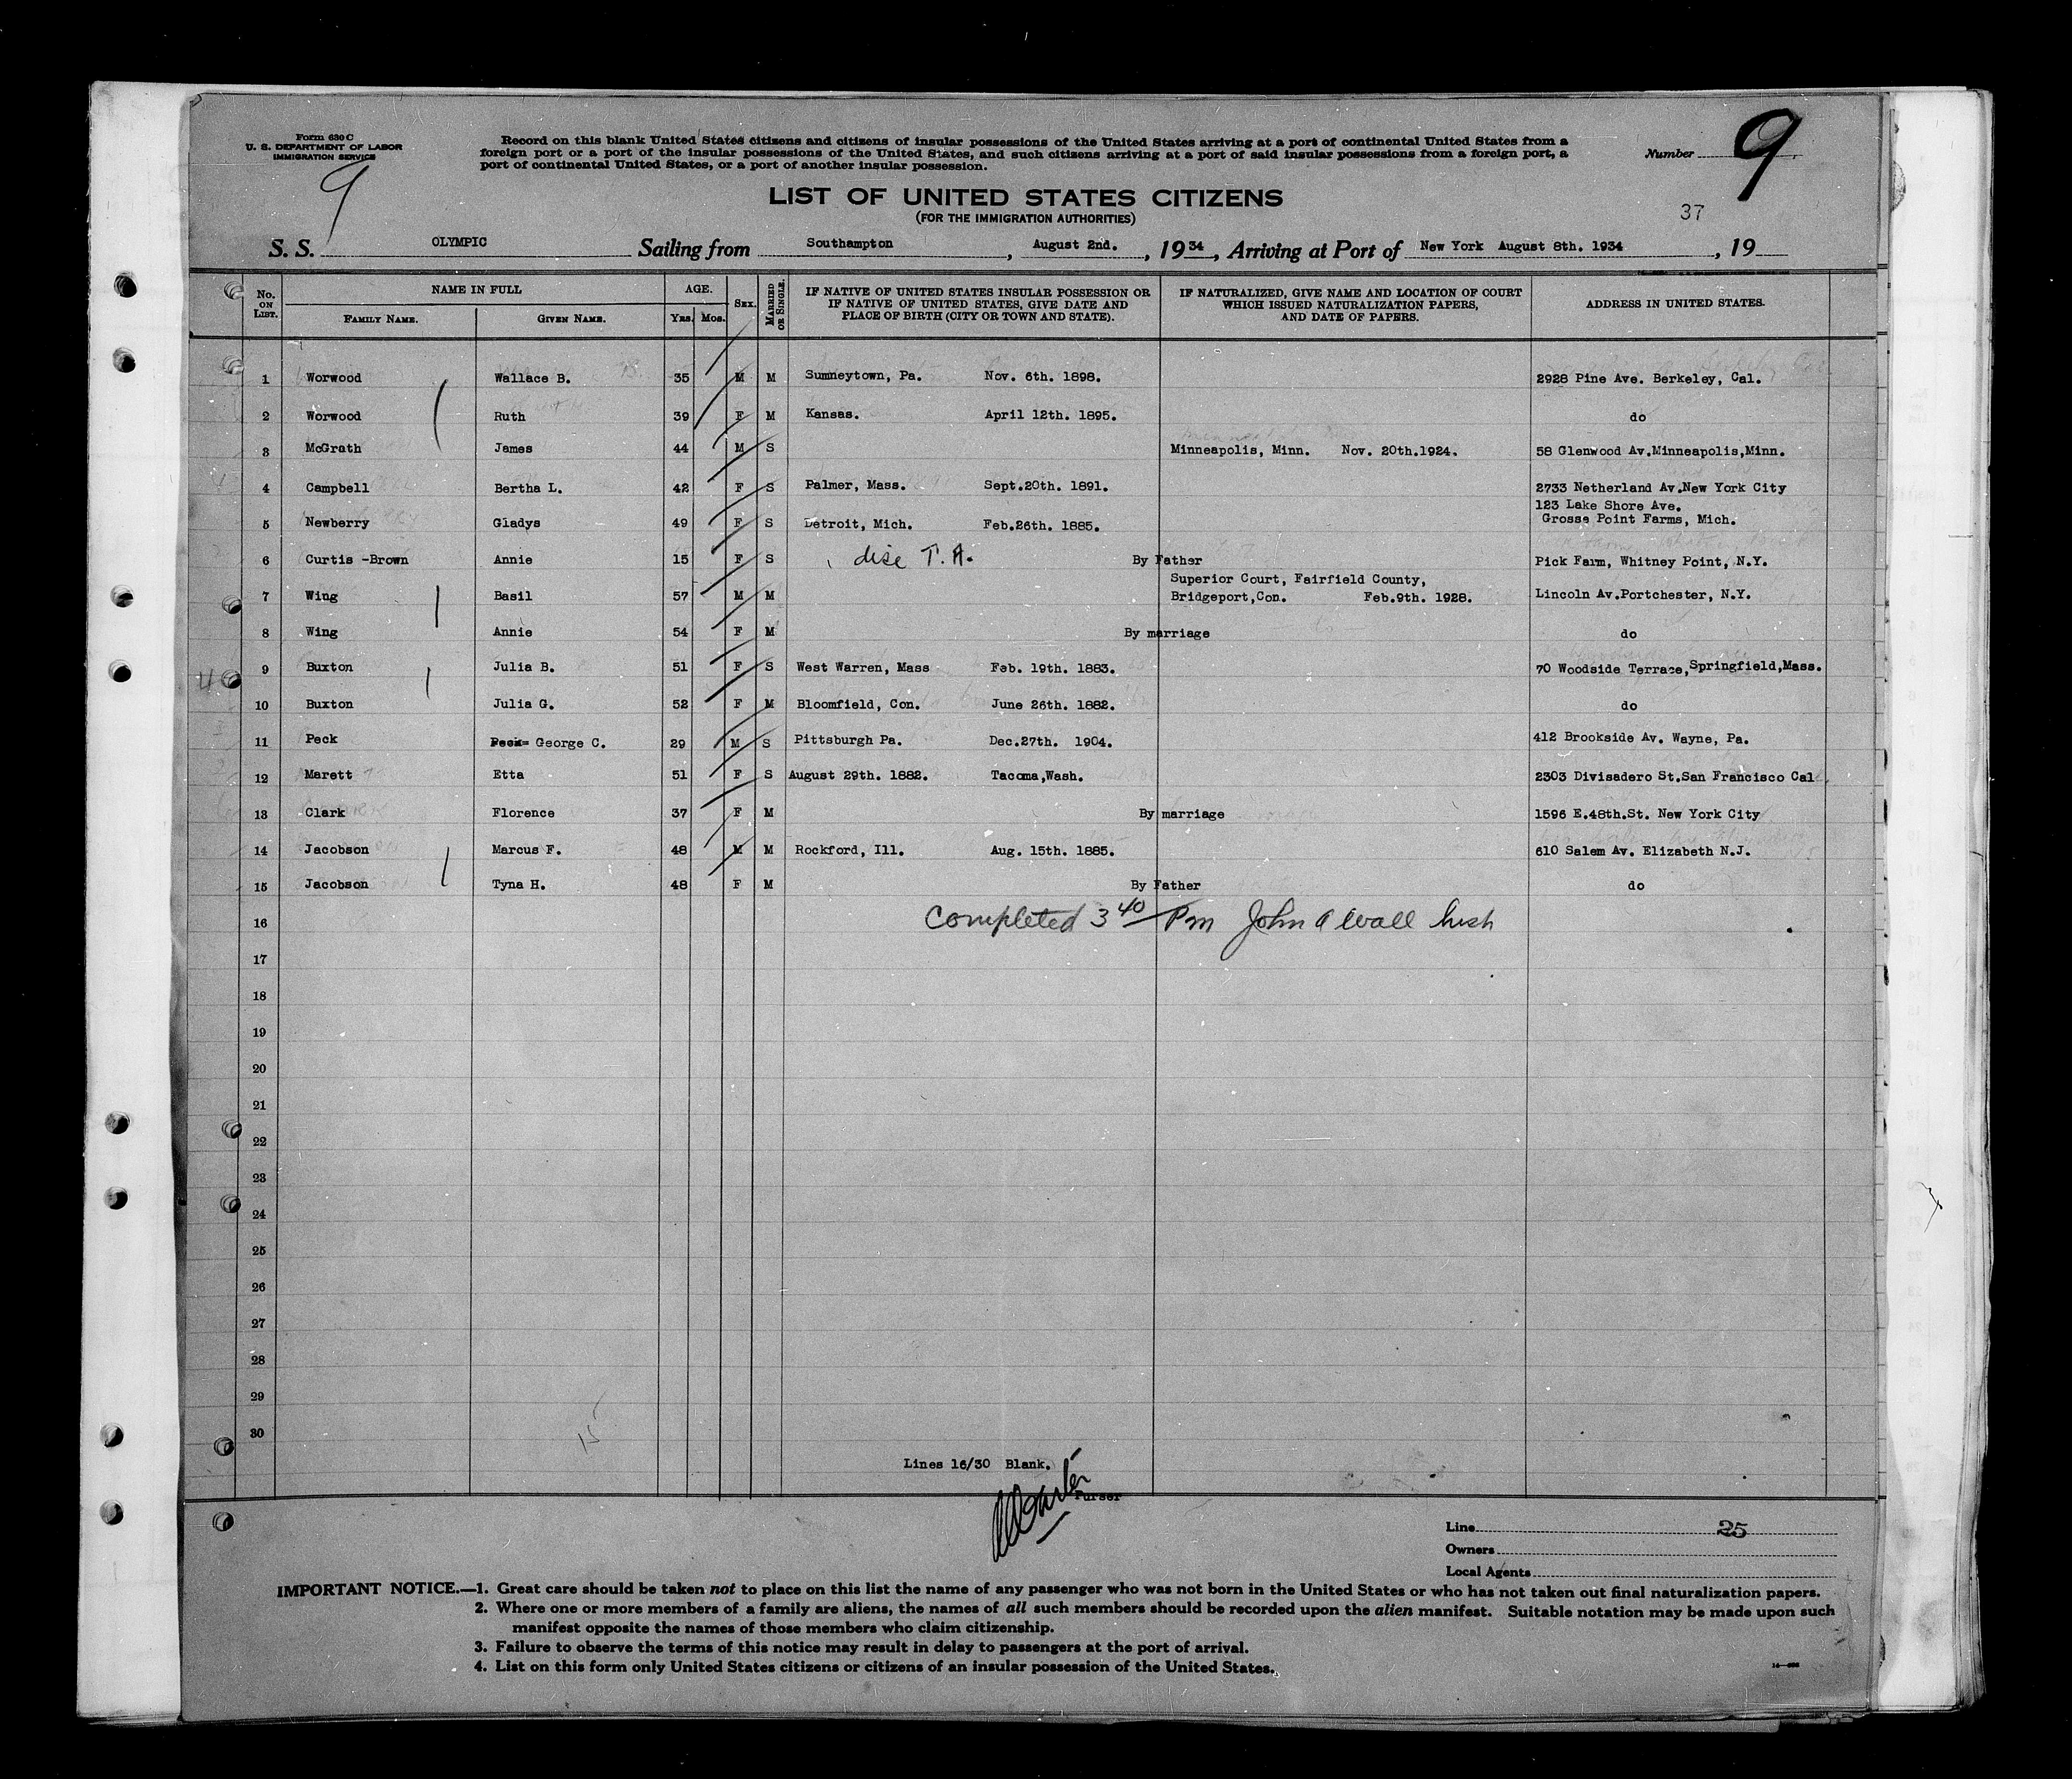 Form 630 C
U. S. DEPARTMENT OF LABOR
IMMIGRATION SERVICE
9
Record on this blank United States citizens and citizens of insular possessions of the United States arriving at a port of continental United States from a
foreign port or a port of the insular possessions of the United States, and such citizens arriving at a port of said insular possessions from a foreign port, a
port of continental United States, or a port of another insular possession.
Number 9
LIST OF UNITED STATES CITIZENS
(FOR THE IMMIGRATION AUTHORITIES)
37
S. S. OLYMPIC Sailing from Southampton, August 2nd., 1934, Arriving at Port of New York August 8th. 1934, 19
No. ON LIST. NAME IN FULL FAMILY NAME. GIVEN NAME. AGE. YRS. MOS. SEX. MARRIED OR SINGLE. IF NATIVE OF UNITED STATES INSULAR POSSESSION OR IF NATIVE OF UNITED STATES, GIVE DATE AND PLACE OF BIRTH (CITY OR TOWN AND STATE). IF NATURALIZED, GIVE NAME AND LOCATION OF COURT WHICH ISSUED NATURALIZATION PAPERS, AND DATE OF PAPERS. ADDRESS IN UNITED STATES.
1 Worwood Wallace B. 35 M M Sumneytown, Pa. Nov. 6th. 1898. 2928 Pine Ave. Berkeley, Cal.
2 Worwood Ruth 39 F M Kansas. April 12th. 1895. do
3 McGrath James 44 M S Minneapolis, Minn. Nov. 20th.1924. 58 Glenwood Av.Minneapolis,Minn.
4 Campbell Bertha L. 42 F S Palmer, Mass. Sept.20th. 1891. 2733 Netherland Av.New York City
123 Lake Shore Ave.
5 Newberry Gladys 49 F S Detroit, Mich. Feb.26th. 1885. Grosse Point Farms, Mich.
6 Curtis -Brown Annie 15 F S disc T. A. By Father Pick Farm, Whitney Point, N.Y.
Superior Court, Fairfield County,
7 Wing Basil 57 M M Bridgeport,Con. Feb.9th. 1928. Lincoln Av.Portchester, N.Y.
8 Wing Annie 54 F M By marriage do
9 Buxton Julia B. 51 F S West Warren, Mass Feb. 19th. 1883. 70 Woodside Terrace,Springfield,Mass.
10 Buxton Julia G. 52 F M Bloomfield, Con. June 26th. 1882. do
11 Peck Peck= George C. 29 M S Pittsburgh Pa. Dec.27th. 1904. 412 Brookside Av. Wayne, Pa.
12 Marett Etta 51 F S August 29th. 1882. Tacoma,Wash. 2303 Divisadero St.San Francisco Cal
13 Clark Florence 37 F M By marriage 1596 E.48th.St. New York City
14 Jacobson Marcus F. 48 M M Rockford, Ill. Aug. 15th. 1885. 610 Salem Av. Elizabeth N.J.
15 Jacobson Tyna H. 48 F M By Father do
16 Completed 3 40 Pm John A Wall Insp
17
18
19
20
21
22
23
24
25
26
27
28
29
30
15
Lines 16/30 Blank.
Purser
Line 25
Owners
Local Agents
IMPORTANT NOTICE.—1. Great care should be taken not to place on this list the name of any passenger who was not born in the United States or who has not taken out final naturalization papers.
2. Where one or more members of a family are aliens, the names of all such members should be recorded upon the alien manifest. Suitable notation may be made upon such
manifest opposite the names of those members who claim citizenship.
3. Failure to observe the terms of this notice may result in delay to passengers at the port of arrival.
4. List on this form only United States citizens or citizens of an insular possession of the United States.